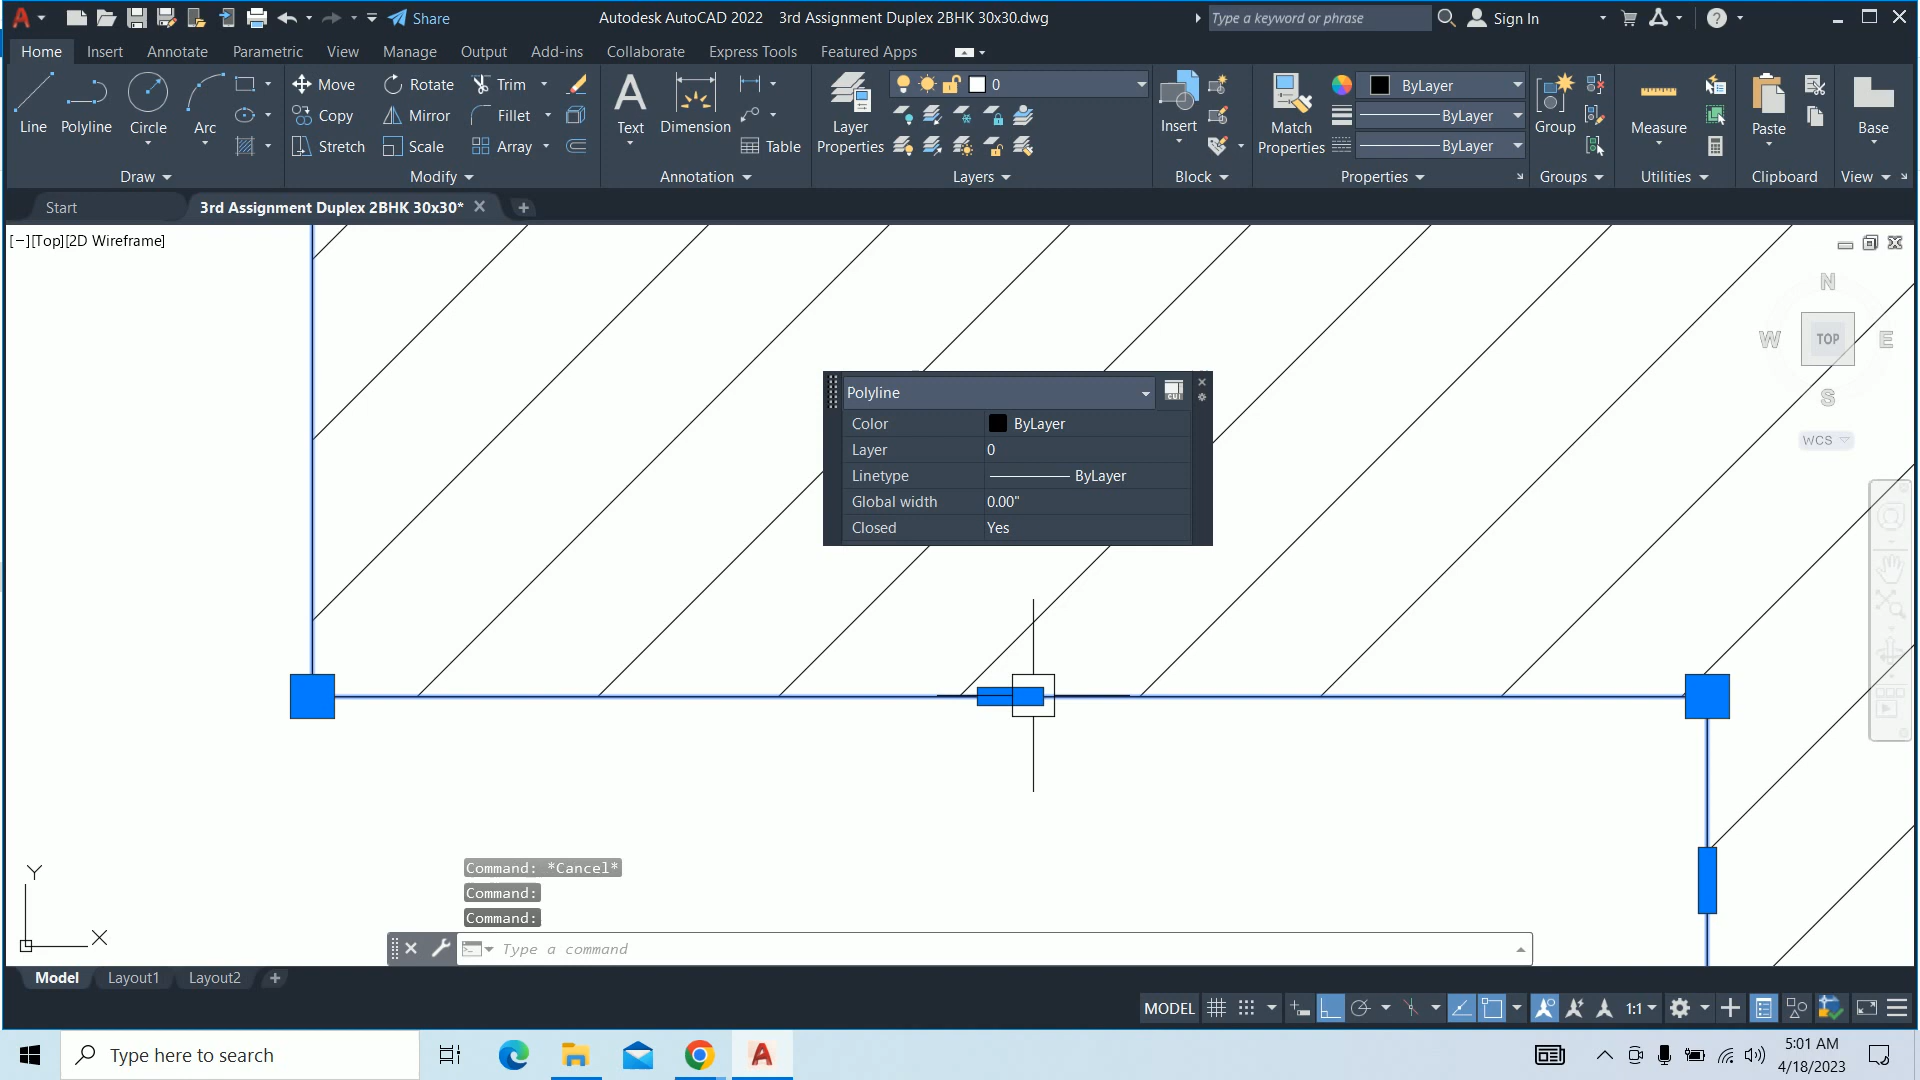 Share
Autodesk AutoCAD 2022 3rd Assignment Duplex 2BHK 30x30.dwg
Type a keyword or phrase
Sign In
Home Insert Annotate Parametric View Manage Output Add-ins Collaborate Express Tools Featured Apps
Line Polyline Circle Arc
Move Rotate Trim
Copy Mirror Fillet
Stretch Scale Array
Text Dimension Table
Layer Properties
0
Insert
Match Properties
ByLayer
ByLayer
ByLayer
Group
Measure
Paste
Base
Draw Modify Annotation Layers Block Properties Groups Utilities Clipboard View
Start 3rd Assignment Duplex 2BHK 30x30*
[−][Top][2D Wireframe]
N
W TOP E
S
WCS
Polyline
CUI
Color ByLayer
Layer 0
Linetype ByLayer
Global width 0.00"
Closed Yes
Y
X
Command: *Cancel*
Command:
Command:
Type a command
Model Layout1 Layout2
MODEL 1:1
Type here to search
5:01 AM
4/18/2023